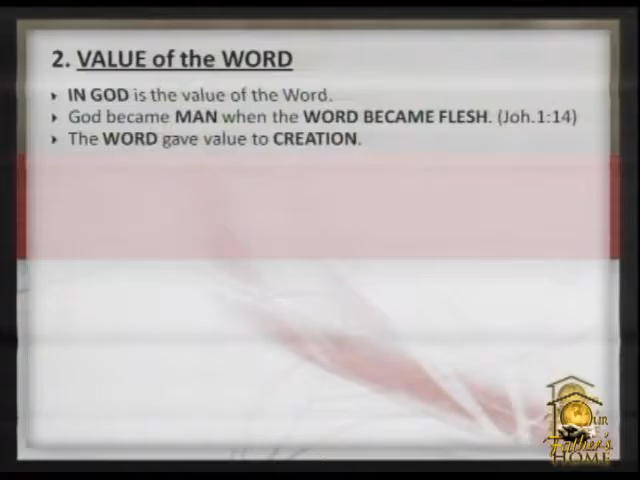 2. VALUE of the WORD
IN GOD is the value of the Word.
God became MAN when the WORD BECAME FLESH. (Joh.1:14)
The WORD gave value to CREATION.
OUR
Father's
HOME